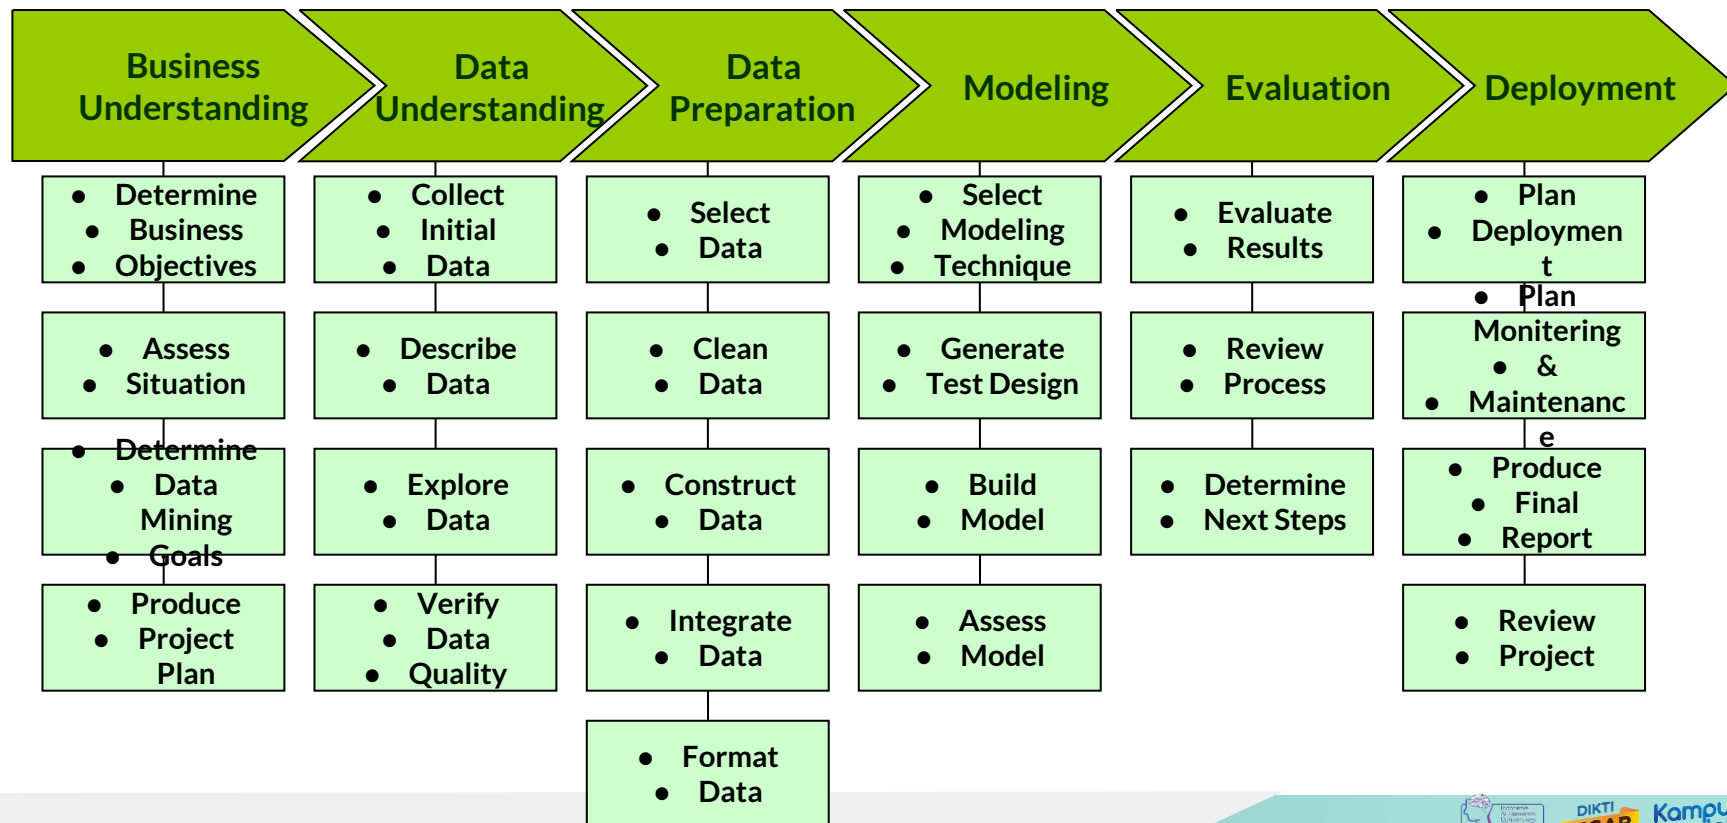 Business
Understanding
Data
Understanding
Data
Preparation
Modeling
Evaluation
Deployment
● Determine
● Business
● Objectives
● Assess
● Situation
● Determine
● Data
Mining
● Goals
● Produce
● Project
Plan
● Collect
● Initial
● Data
● Describe
● Data
● Explore
● Data
● Verify
● Data
● Quality
● Select
● Data
● Clean
● Data
● Construct
● Data
● Integrate
● Data
● Format
● Data
● Select
● Modeling
● Technique
● Generate
● Test Design
● Build
● Model
● Assess
● Model
● Evaluate
● Results
● Review
● Process
● Determine
● Next Steps
● Plan
● Deploymen
t
● Plan
Monitering
● &
● Maintenanc
e
● Produce
● Final
● Report
● Review
● Project
Indonesia
AI Research
DIKTI